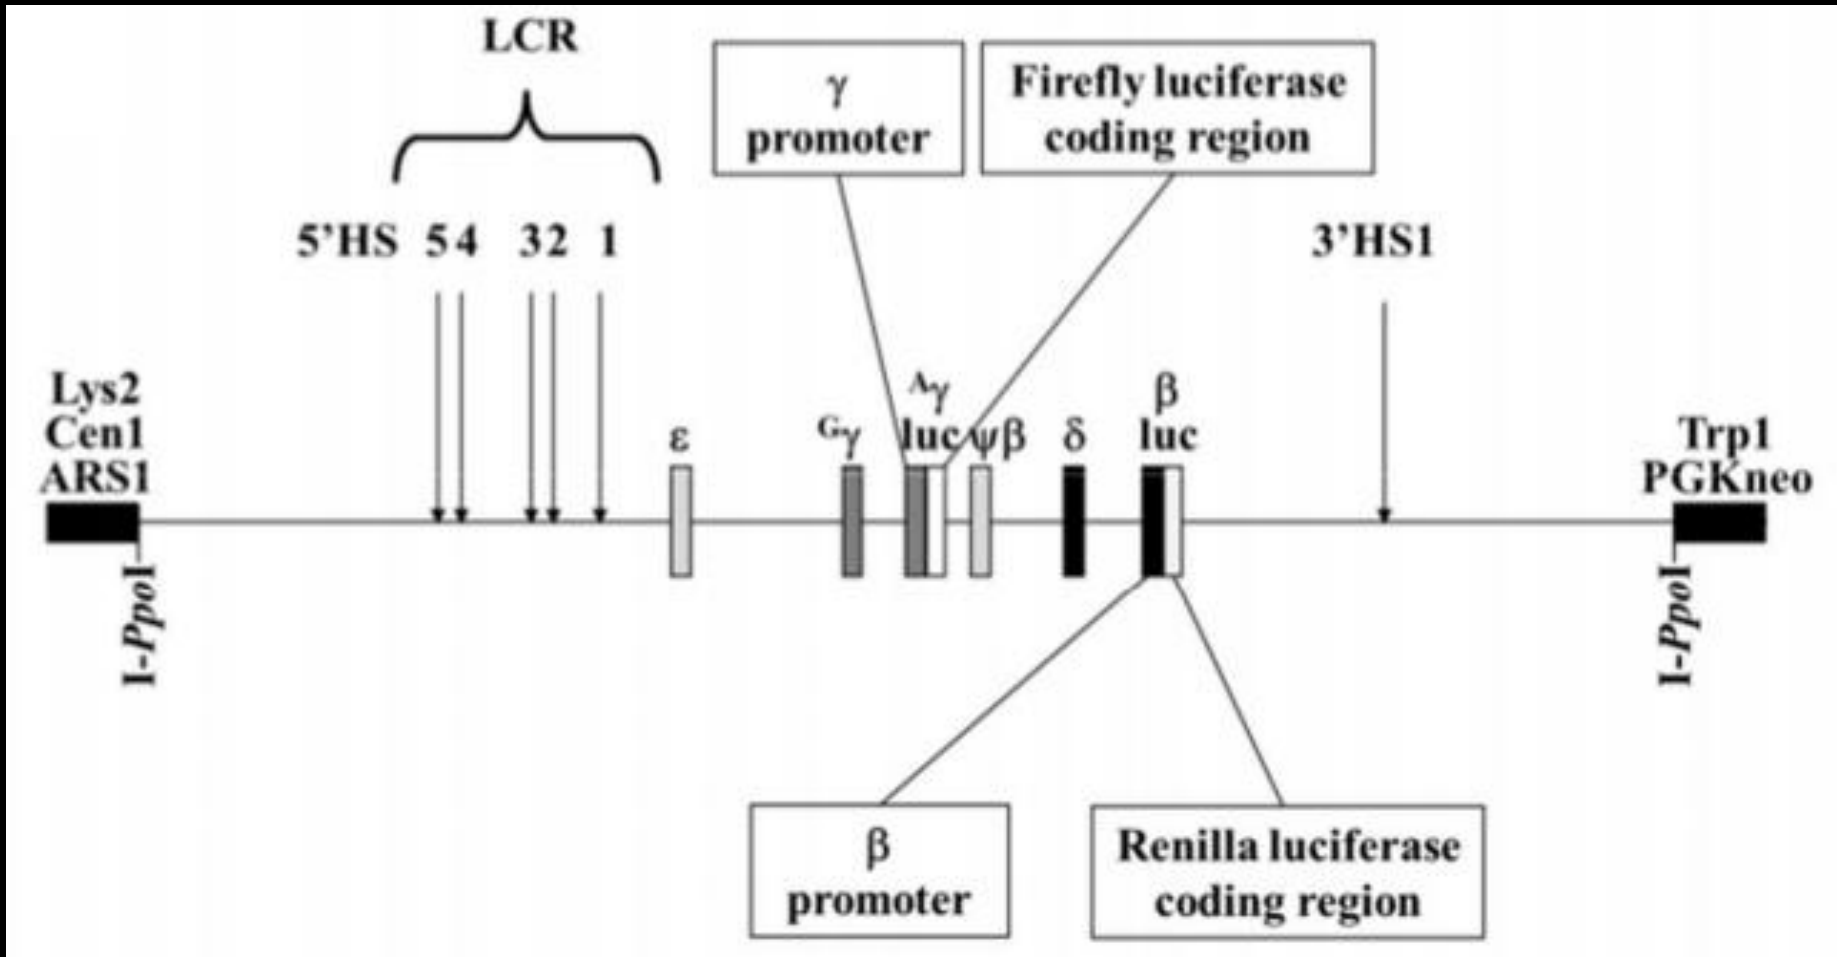 LCR
γ
promoter
Firefly luciferase
coding region
5’HS 5 4 3 2 1
3’HS1
Lys2
Cen1
ARS1
ε
Gγ
Aγ
luc
ψβ
δ
β
luc
Trp1
PGKneo
I-PpoI
I-PpoI
β
promoter
Renilla luciferase
coding region